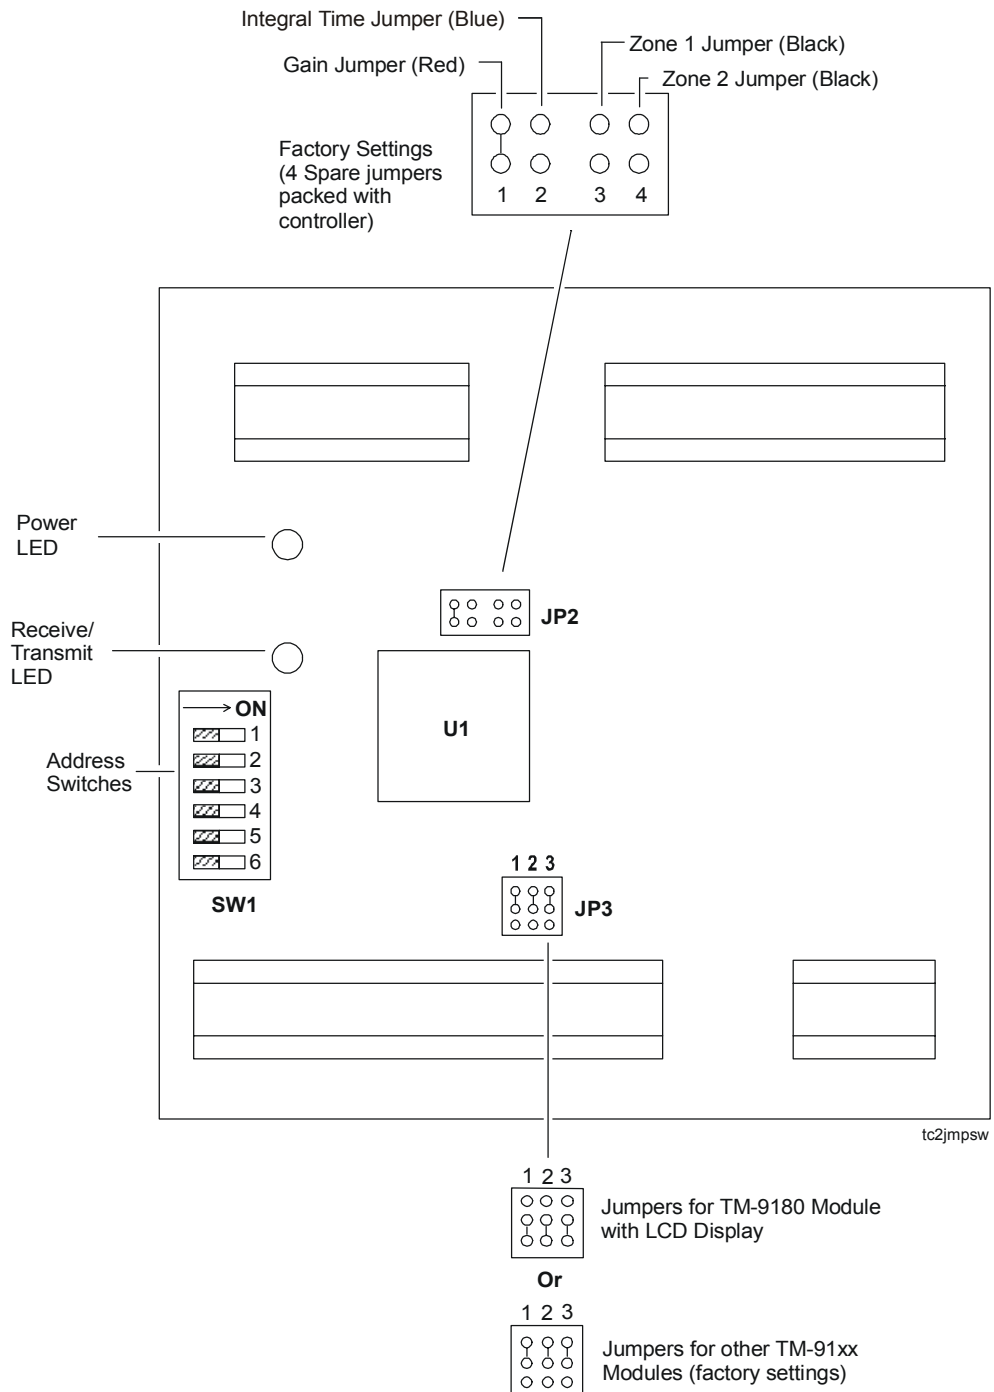 Integral Time Jumper (Blue)
Zone 1 Jumper (Black)
Gain Jumper (Red)
Zone 2 Jumper (Black)
Factory Settings
(4 Spare jumpers
packed with
controller)
1 2 3 4
Power
LED
JP2
Receive/
Transmit
LED
ON
1
2
3
4
5
6
U1
Address
Switches
SW1
1 2 3
JP3
tc2jmpsw
1 2 3
Jumpers for TM-9180 Module
with LCD Display
Or
1 2 3
Jumpers for other TM-91xx
Modules (factory settings)